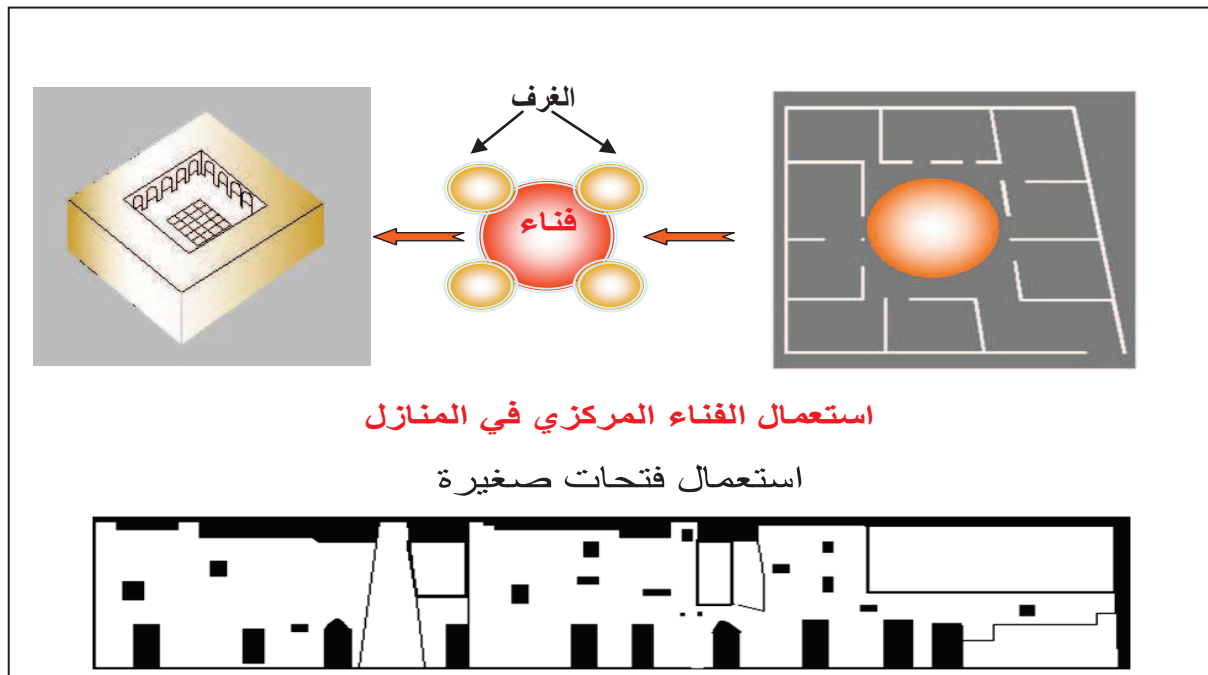 الغرف
فناء
استعمال الفناء المركزي في المنازل
استعمال فتحات صغيرة